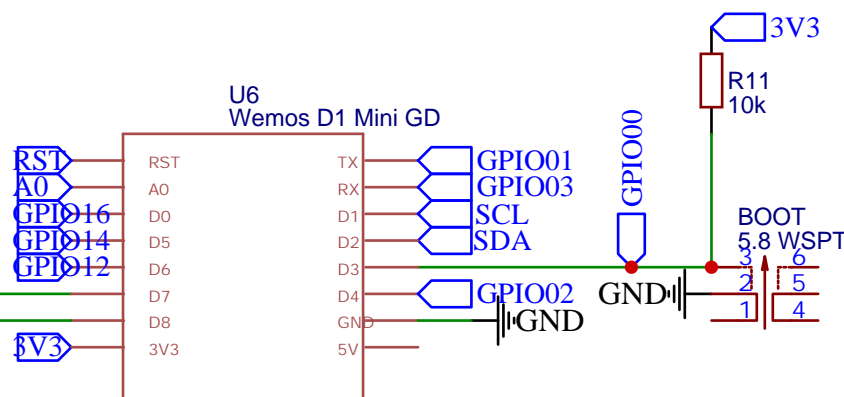 3V3
R11
10k
U6
Wemos D1 Mini GD
GPIO00
RST RST TX GPIO01
A0 A0 RX GPIO03
GPIO16 D0 D1 SCL
GPIO14 D5 D2 SDA
GPIO12 D6 D3
D7 D4 GPIO02
D8 GND GND
3V3 3V3 5V
BOOT
5.8 WSPT
3 6
GND 2 5
1 4